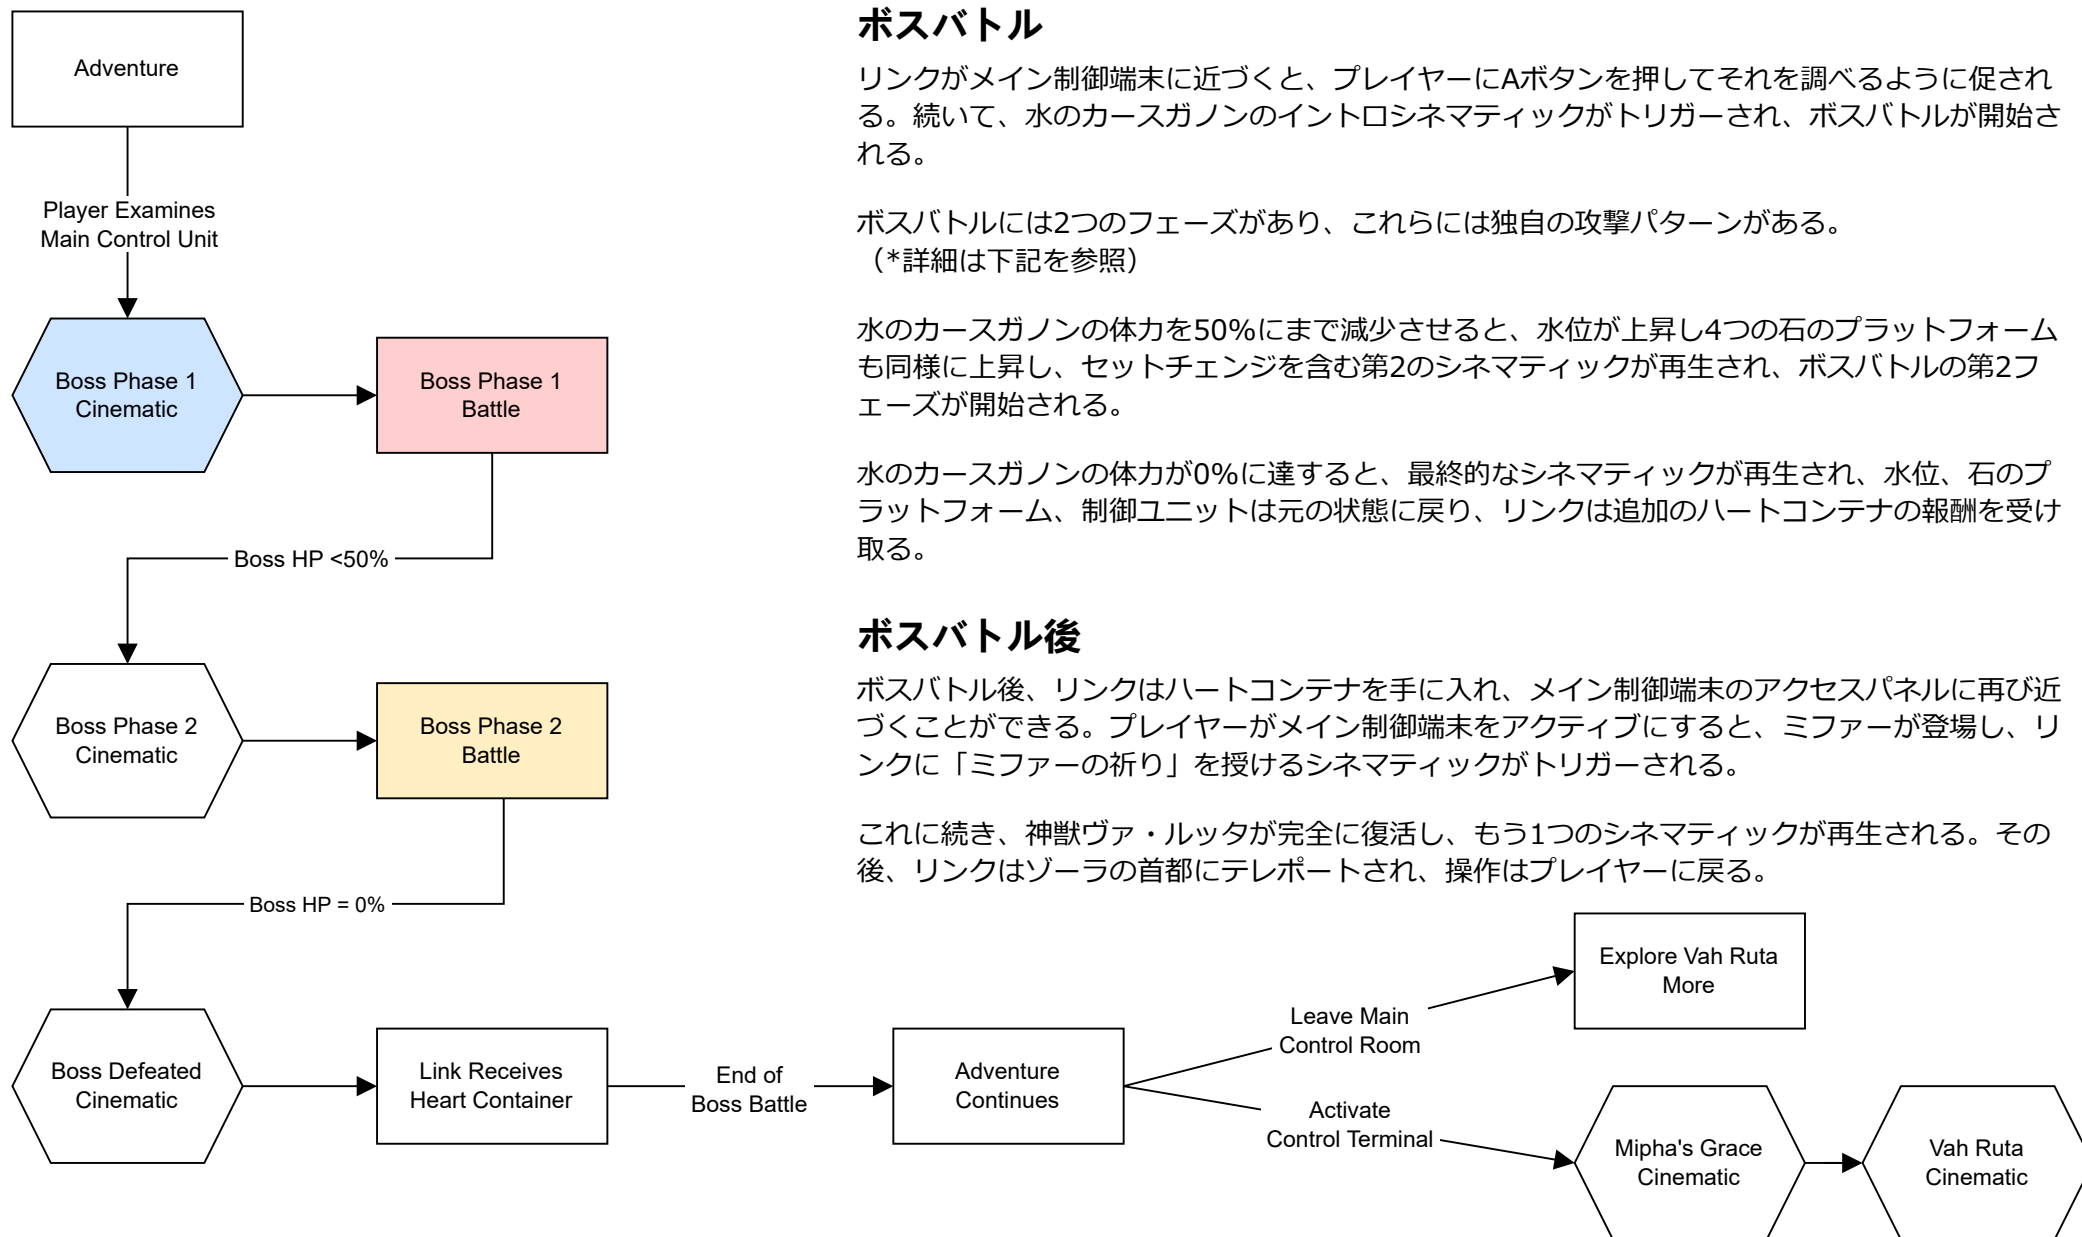 Adventure
Player Examines
Main Control Unit
Boss Phase 1
Cinematic
Boss Phase 1
Battle
Boss HP <50%
Boss Phase 2
Cinematic
Boss Phase 2
Battle
Boss HP = 0%
Boss Defeated
Cinematic
Link Receives
Heart Container
End of
Boss Battle
Adventure
Continues
Leave Main
Control Room
Explore Vah Ruta
More
Activate
Control Terminal
Mipha's Grace
Cinematic
Vah Ruta
Cinematic
ボスバトル
リンクがメイン制御端末に近づくと、プレイヤーにAボタンを押してそれを調べるように促され
る。続いて、水のカースガノンのイントロシネマティックがトリガーされ、ボスバトルが開始さ
れる。
ボスバトルには2つのフェーズがあり、これらには独自の攻撃パターンがある。
（*詳細は下記を参照）
水のカースガノンの体力を50%にまで減少させると、水位が上昇し4つの石のプラットフォーム
も同様に上昇し、セットチェンジを含む第2のシネマティックが再生され、ボスバトルの第2フ
ェーズが開始される。
水のカースガノンの体力が0%に達すると、最終的なシネマティックが再生され、水位、石のプ
ラットフォーム、制御ユニットは元の状態に戻り、リンクは追加のハートコンテナの報酬を受け
取る。
ボスバトル後
ボスバトル後、リンクはハートコンテナを手に入れ、メイン制御端末のアクセスパネルに再び近
づくことができる。プレイヤーがメイン制御端末をアクティブにすると、ミファーが登場し、リ
ンクに「ミファーの祈り」を授けるシネマティックがトリガーされる。
これに続き、神獣ヴァ・ルッタが完全に復活し、もう1つのシネマティックが再生される。その
後、リンクはゾーラの首都にテレポートされ、操作はプレイヤーに戻る。